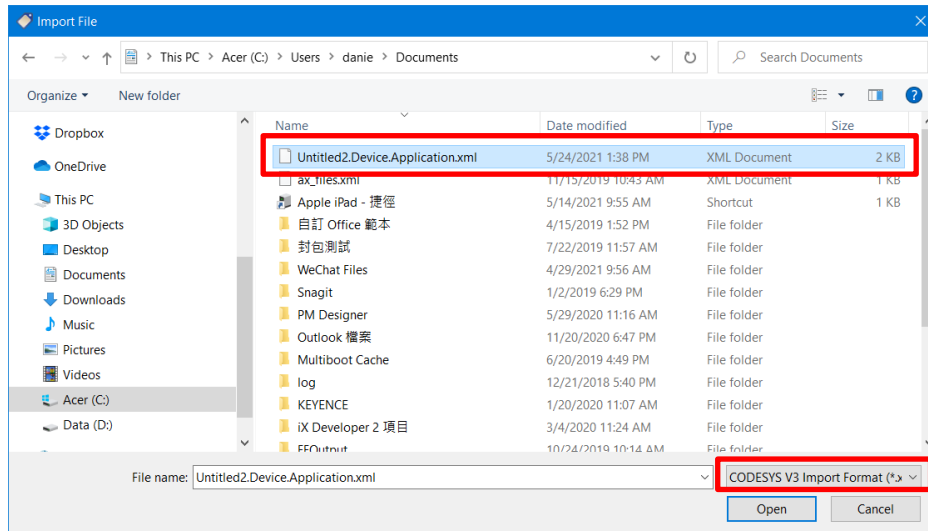 Import File
This PC > Acer (C:) > Users > danie > Documents
Search Documents
Organize
New folder
Name Date modified Type Size
Dropbox
OneDrive
This PC
3D Objects
Desktop
Documents
Downloads
Music
Pictures
Videos
Acer (C:)
Data (D:)
Untitled2.Device.Application.xml 5/24/2021 1:38 PM XML Document 2 KB
ax_files.xml 11/15/2019 10:43 AM XML Document 1 KB
Apple iPad - 捷徑 5/14/2021 9:55 AM Shortcut 1 KB
自訂 Office 範本 4/15/2019 1:52 PM File folder
封包測試 7/22/2019 11:57 AM File folder
WeChat Files 4/29/2021 9:56 AM File folder
Snagit 1/2/2019 6:29 PM File folder
PM Designer 5/29/2020 11:16 AM File folder
Outlook 檔案 11/20/2020 6:47 PM File folder
Multiboot Cache 6/20/2019 4:49 PM File folder
log 12/21/2018 5:40 PM File folder
KEYENCE 1/20/2020 11:07 AM File folder
iX Developer 2 項目 3/4/2020 11:24 AM File folder
FFOutput 10/24/2019 10:14 AM File folder
File name: Untitled2.Device.Application.xml
CODESYS V3 Import Format (*.x
Open Cancel